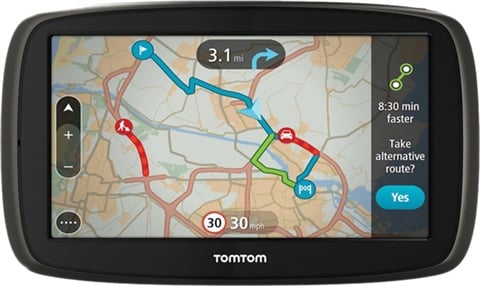 3.1 mi
8:30 min
faster
Take
alternative
route?
Yes
30 30 mph
TOMTOM